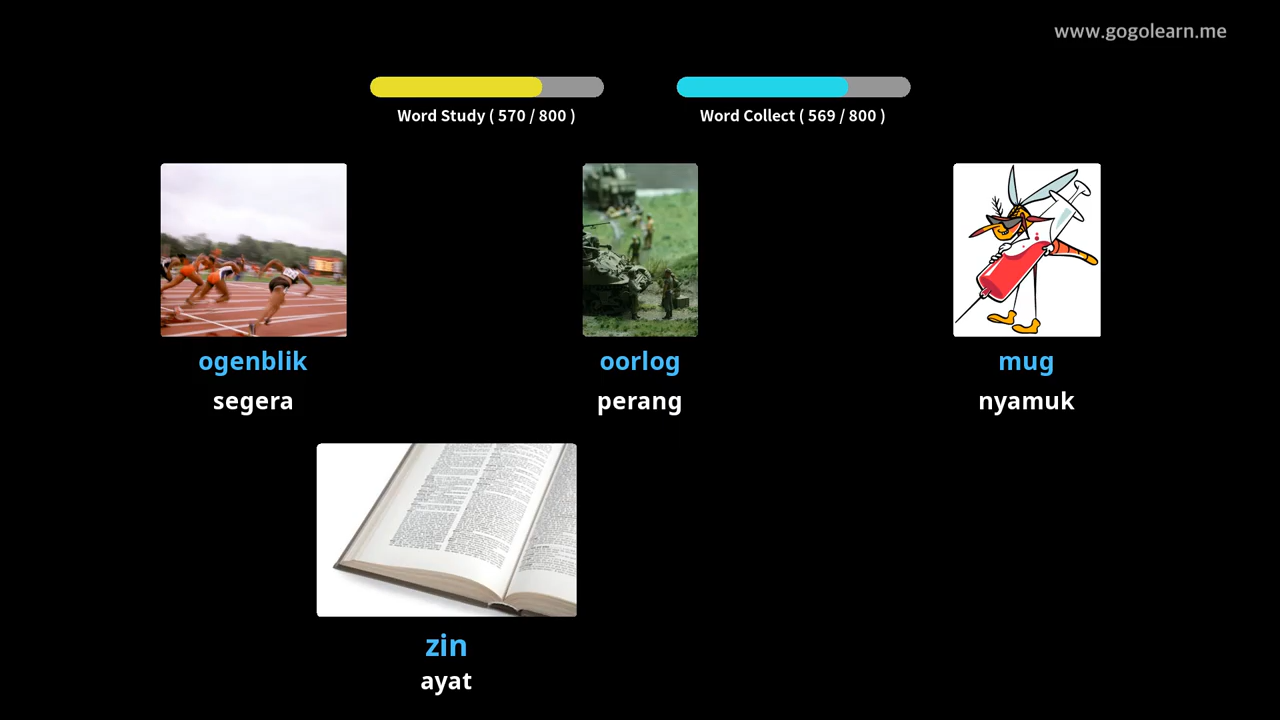 www.gogolearn.me
Word Study ( 570 / 800 )
Word Collect ( 569 / 800 )
ogenblik
oorlog
mug
segera
perang
nyamuk
zin
ayat